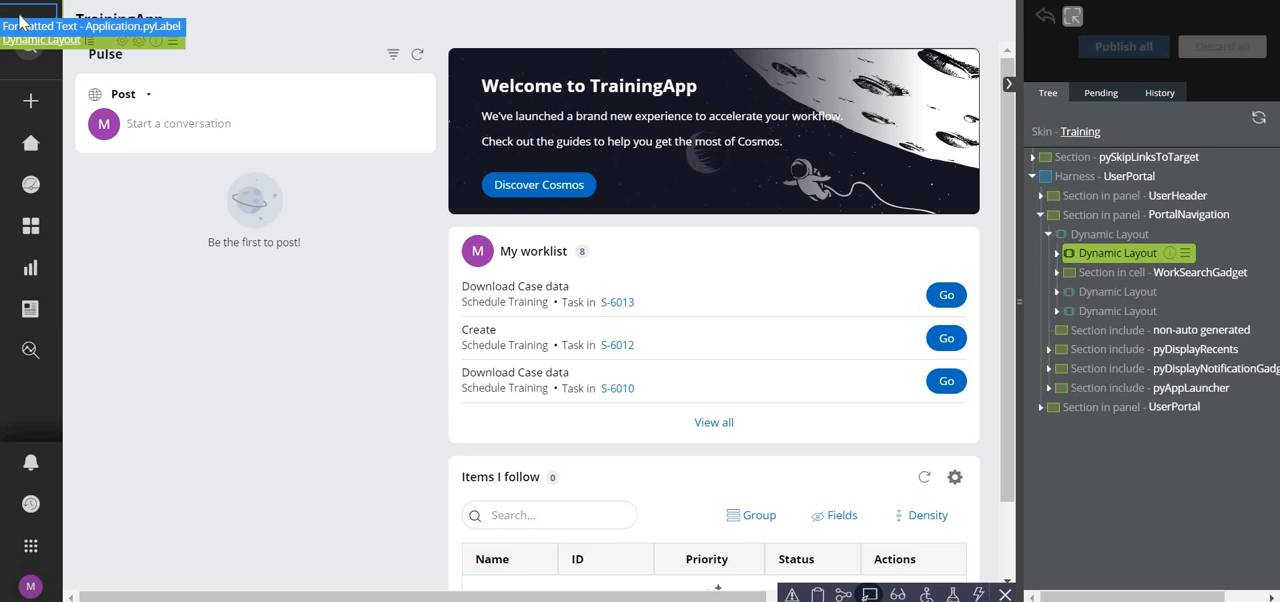 TrainingApp
Formatted Text - Application.pyLabel
Dynamic Layout
Pulse
Post
M
Start a conversation
Be the first to post!
Welcome to TrainingApp
We've launched a brand new experience to accelerate your workflow.
Check out the guides to help you get the most of Cosmos.
Discover Cosmos
M
My worklist 8
Download Case data
Schedule Training • Task in S-6013
Go
Create
Schedule Training • Task in S-6012
Go
Download Case data
Schedule Training • Task in S-6010
Go
View all
Items I follow 0
Search...
Group
Fields
Density
Name ID Priority Status Actions
M
Publish all
Discard all
Tree Pending History
Skin - Training
Section - pySkipLinksToTarget
Harness - UserPortal
Section in panel - UserHeader
Section in panel - PortalNavigation
Dynamic Layout
Dynamic Layout
Section in cell - WorkSearchGadget
Dynamic Layout
Dynamic Layout
Section include - non-auto generated
Section include - pyDisplayRecents
Section include - pyDisplayNotificationGadg
Section include - pyAppLauncher
Section in panel - UserPortal